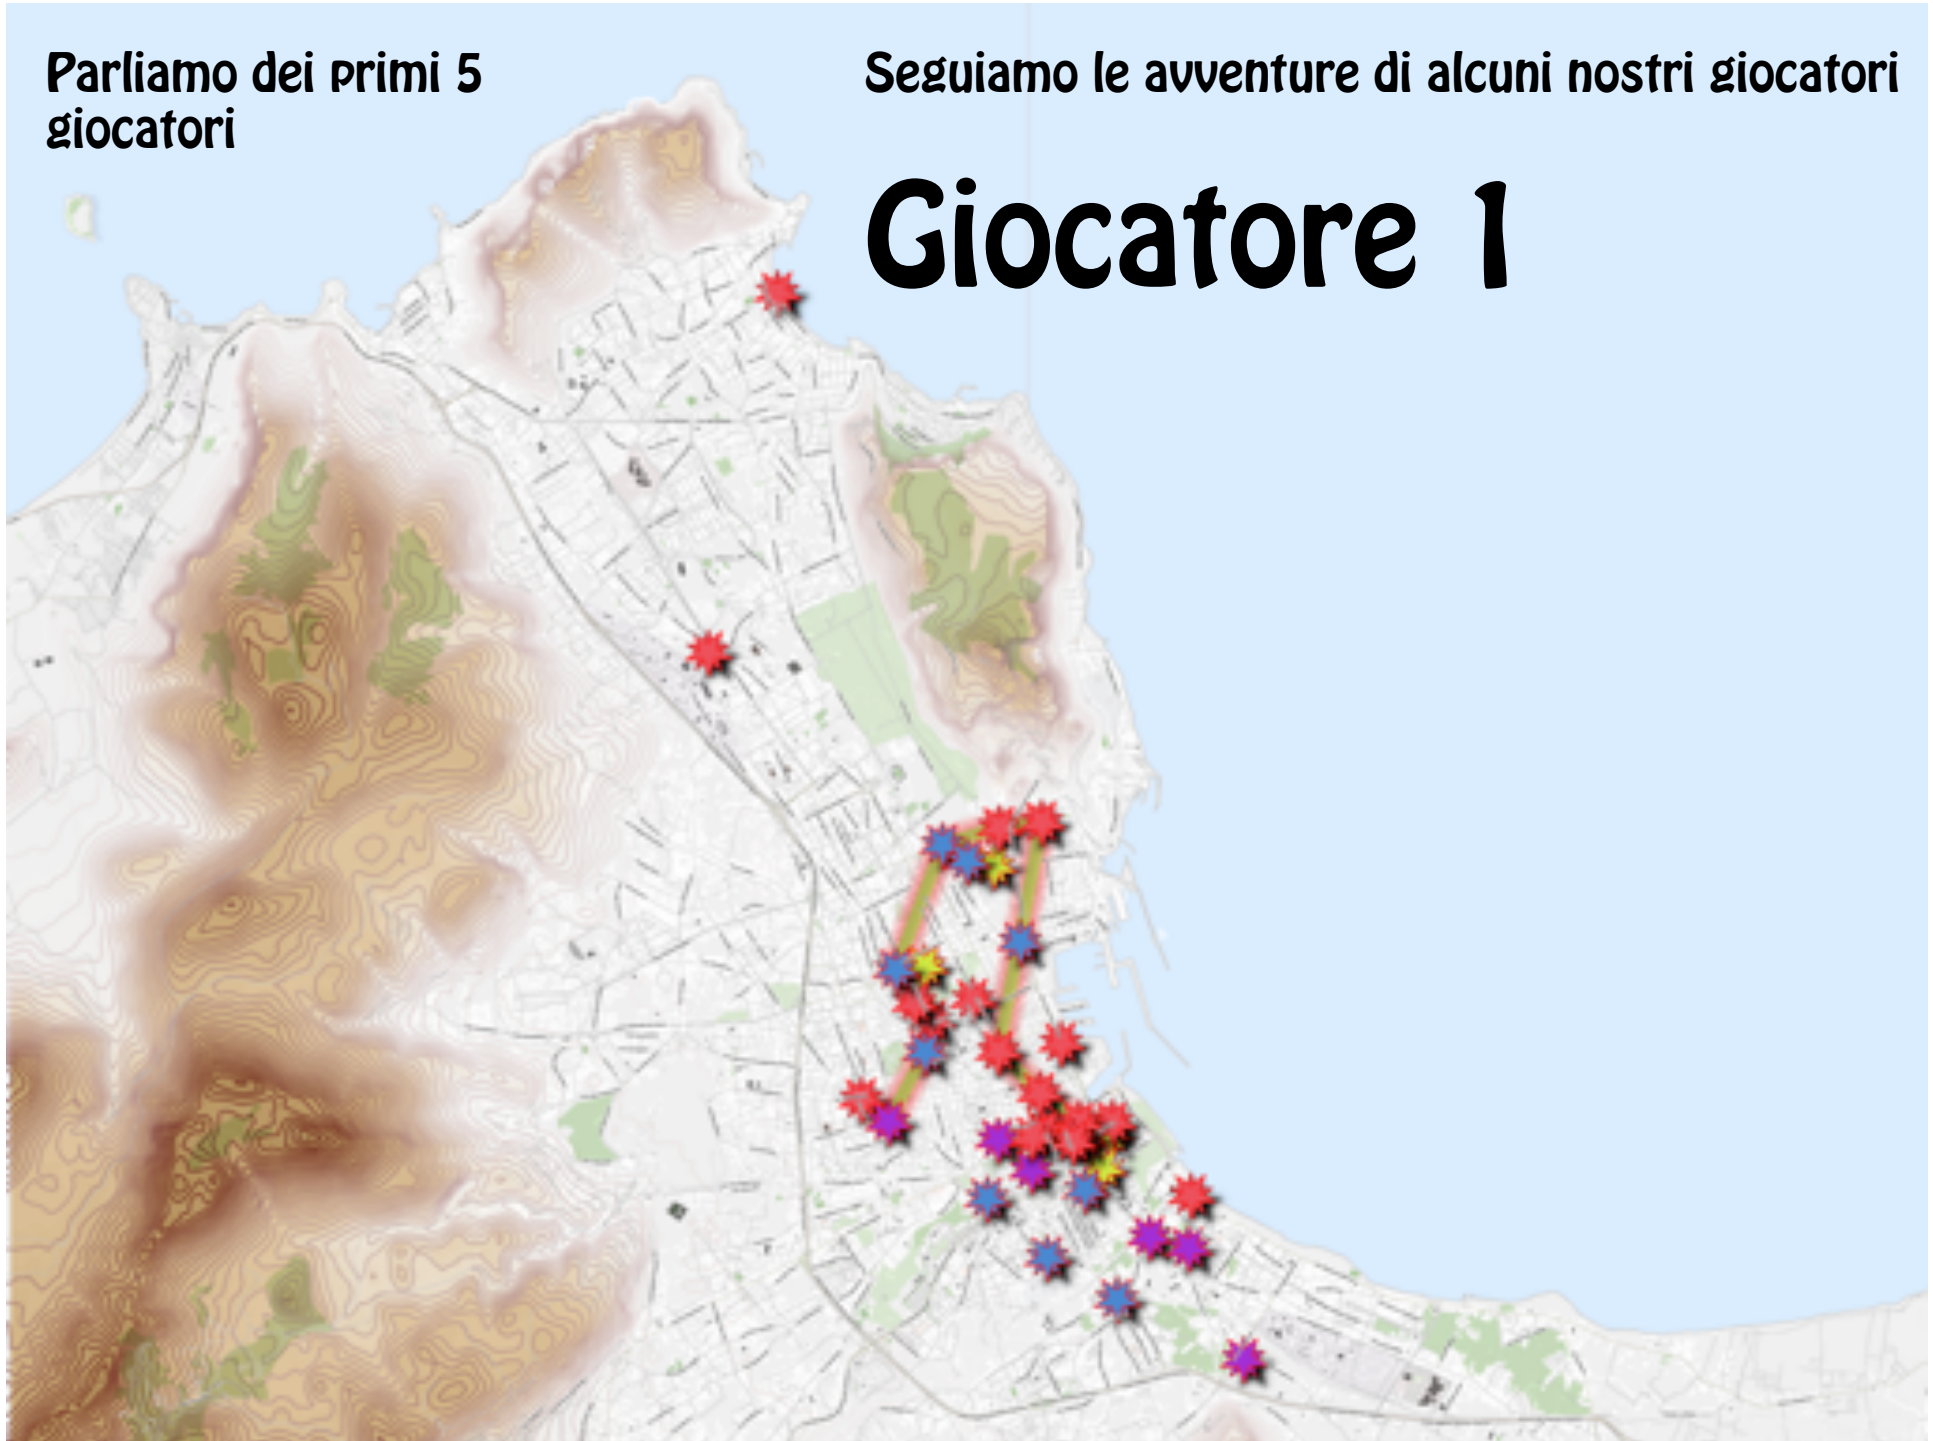 Parliamo dei primi 5
giocatori
Seguiamo le avventure di alcuni nostri giocatori
Giocatore 1